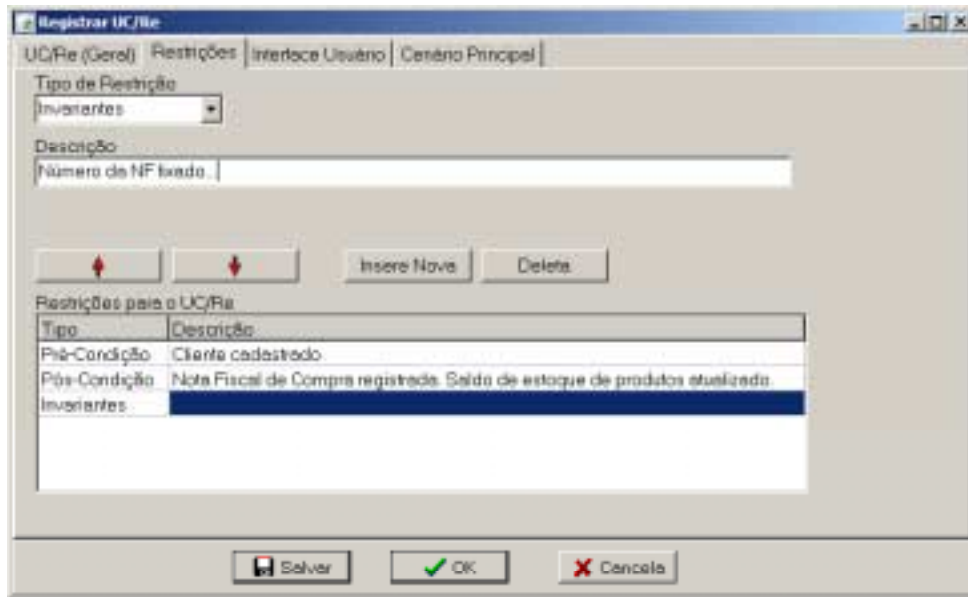 Registrar UC/Re
UC/Re (Geral) Restrições Interface Usuário Cenário Principal
Tipo de Restrição
Invariantes
Descrição
Número da NF fixado..
Insere Nova Deleta
Restrições para o UC/Re
Tipo Descrição
Pré-Condição Cliente cadastrado
Pós-Condição Nota Fiscal de Compra registrada. Saldo de estoque de produtos atualizado.
Invariantes
Salvar OK Cancela